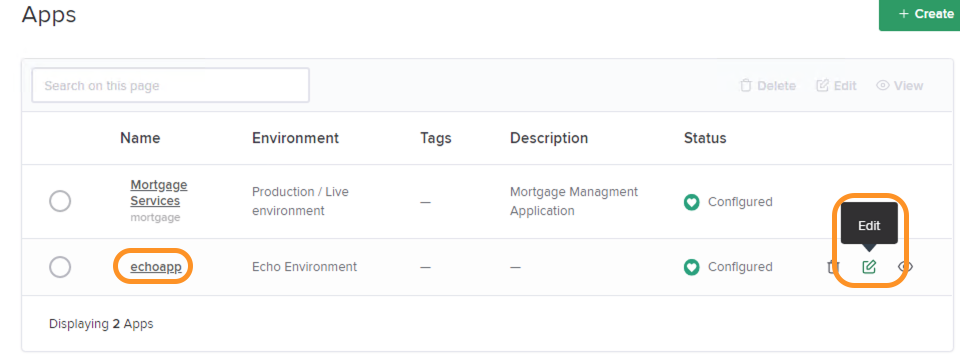 Apps
+ Create
Search on this page
Delete Edit View
Name Environment Tags Description Status
Mortgage Services
mortgage
Production / Live environment
—
Mortgage Managment Application
Configured
Edit
echoapp Echo Environment — — Configured
Displaying 2 Apps